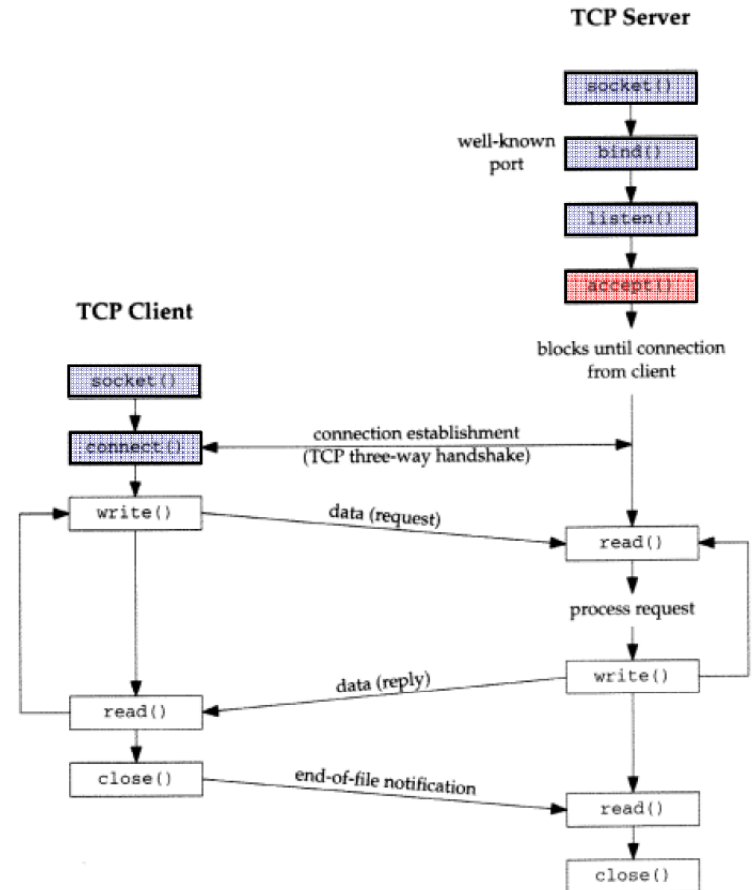 TCP Server
socket()
well-known
port
bind()
listen()
accept()
blocks until connection
from client
TCP Client
socket()
connect()
connection establishment
(TCP three-way handshake)
write()
data (request)
read()
process request
write()
data (reply)
read()
close()
end-of-file notification
read()
close()